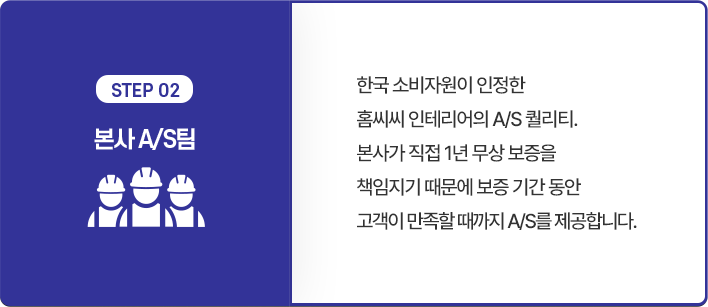 STEP 02
본사 A/S팀
한국 소비자원이 인정한
홈씨씨 인테리어의 A/S 퀄리티.
본사가 직접 1년 무상 보증을
책임지기 때문에 보증 기간 동안
고객이 만족할 때까지 A/S를 제공합니다.